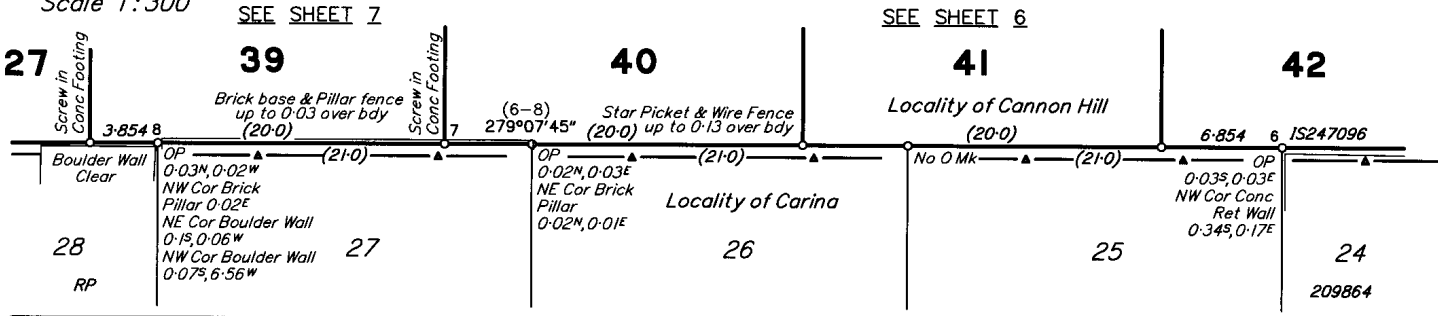 Scale 1:300
SEE SHEET 7
SEE SHEET 6
27
39
40
41
42
Screw in
Conc Footing
Screw in
Conc Footing
Brick base & Pillar fence
up to 0·03 over bdy
(20·0)
(6-8)
279°07'45"
Star Picket & Wire Fence
(20·0) up to 0·13 over bdy
Locality of Cannon Hill
(20·0)
3·854 8
7
6·854 6 IS247096
Boulder Wall
Clear
OP
(21·0)
0·03N, 0·02W
NW Cor Brick
Pillar 0·02E
NE Cor Boulder Wall
0·1S, 0·06W
NW Cor Boulder Wall
0·07S, 6·56W
OP
(21·0)
0·02N, 0·03E
NE Cor Brick
Pillar
0·02N, 0·01E
Locality of Carina
No O Mk
(21·0)
OP
0·03S, 0·03E
NW Cor Conc
Ret Wall
0·34S, 0·17E
28
27
26
25
24
RP
209864